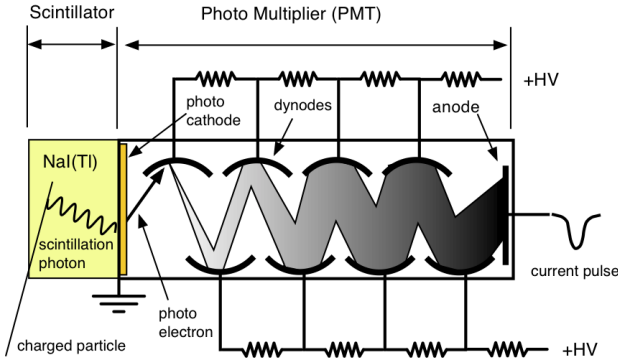 Scintillator
Photo Multiplier (PMT)
+HV
photo
cathode
dynodes
anode
NaI(Tl)
scintillation
photon
current pulse
photo
electron
charged particle
+HV